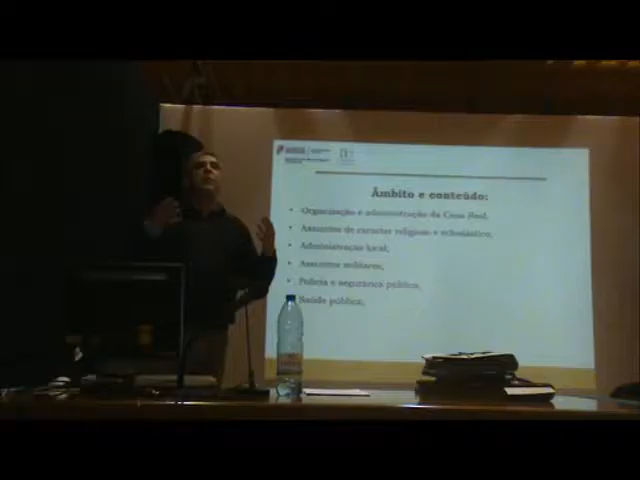 Âmbito e conteúdo:
• Organização e administração da Casa Real,
• Assuntos de carácter religioso e eclesiástico;
• Administração local;
• Assuntos militares;
• Polícia e segurança pública,
Saúde pública;